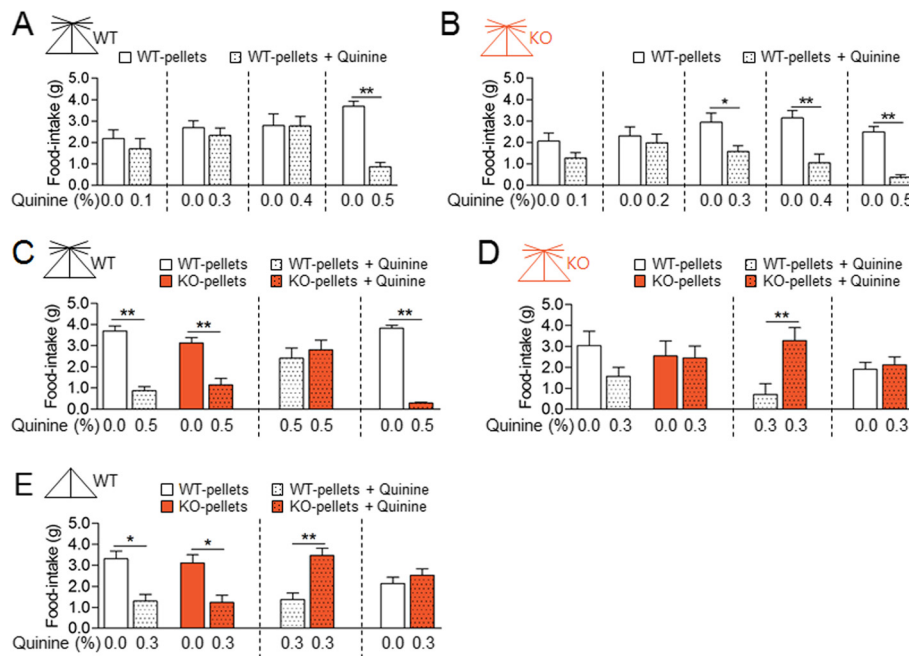 A
WT
WT-pellets WT-pellets + Quinine
Food-intake (g)
5.0
4.0
3.0
2.0
1.0
0.0
** 
Quinine (%) 0.0 0.1 0.0 0.3 0.0 0.4 0.0 0.5
B
KO
WT-pellets WT-pellets + Quinine
Food-intake (g)
5.0
4.0
3.0
2.0
1.0
0.0
* ** **
Quinine (%) 0.0 0.1 0.0 0.2 0.0 0.3 0.0 0.4 0.0 0.5
C
WT
WT-pellets WT-pellets + Quinine
KO-pellets KO-pellets + Quinine
Food-intake (g)
5.0
4.0
3.0
2.0
1.0
0.0
** ** **
Quinine (%) 0.0 0.5 0.0 0.5 0.5 0.5 0.0 0.5
D
KO
WT-pellets WT-pellets + Quinine
KO-pellets KO-pellets + Quinine
Food-intake (g)
5.0
4.0
3.0
2.0
1.0
0.0
**
Quinine (%) 0.0 0.3 0.0 0.3 0.3 0.3 0.0 0.3
E
WT
WT-pellets WT-pellets + Quinine
KO-pellets KO-pellets + Quinine
Food-intake (g)
5.0
4.0
3.0
2.0
1.0
0.0
* * **
Quinine (%) 0.0 0.3 0.0 0.3 0.3 0.3 0.0 0.3